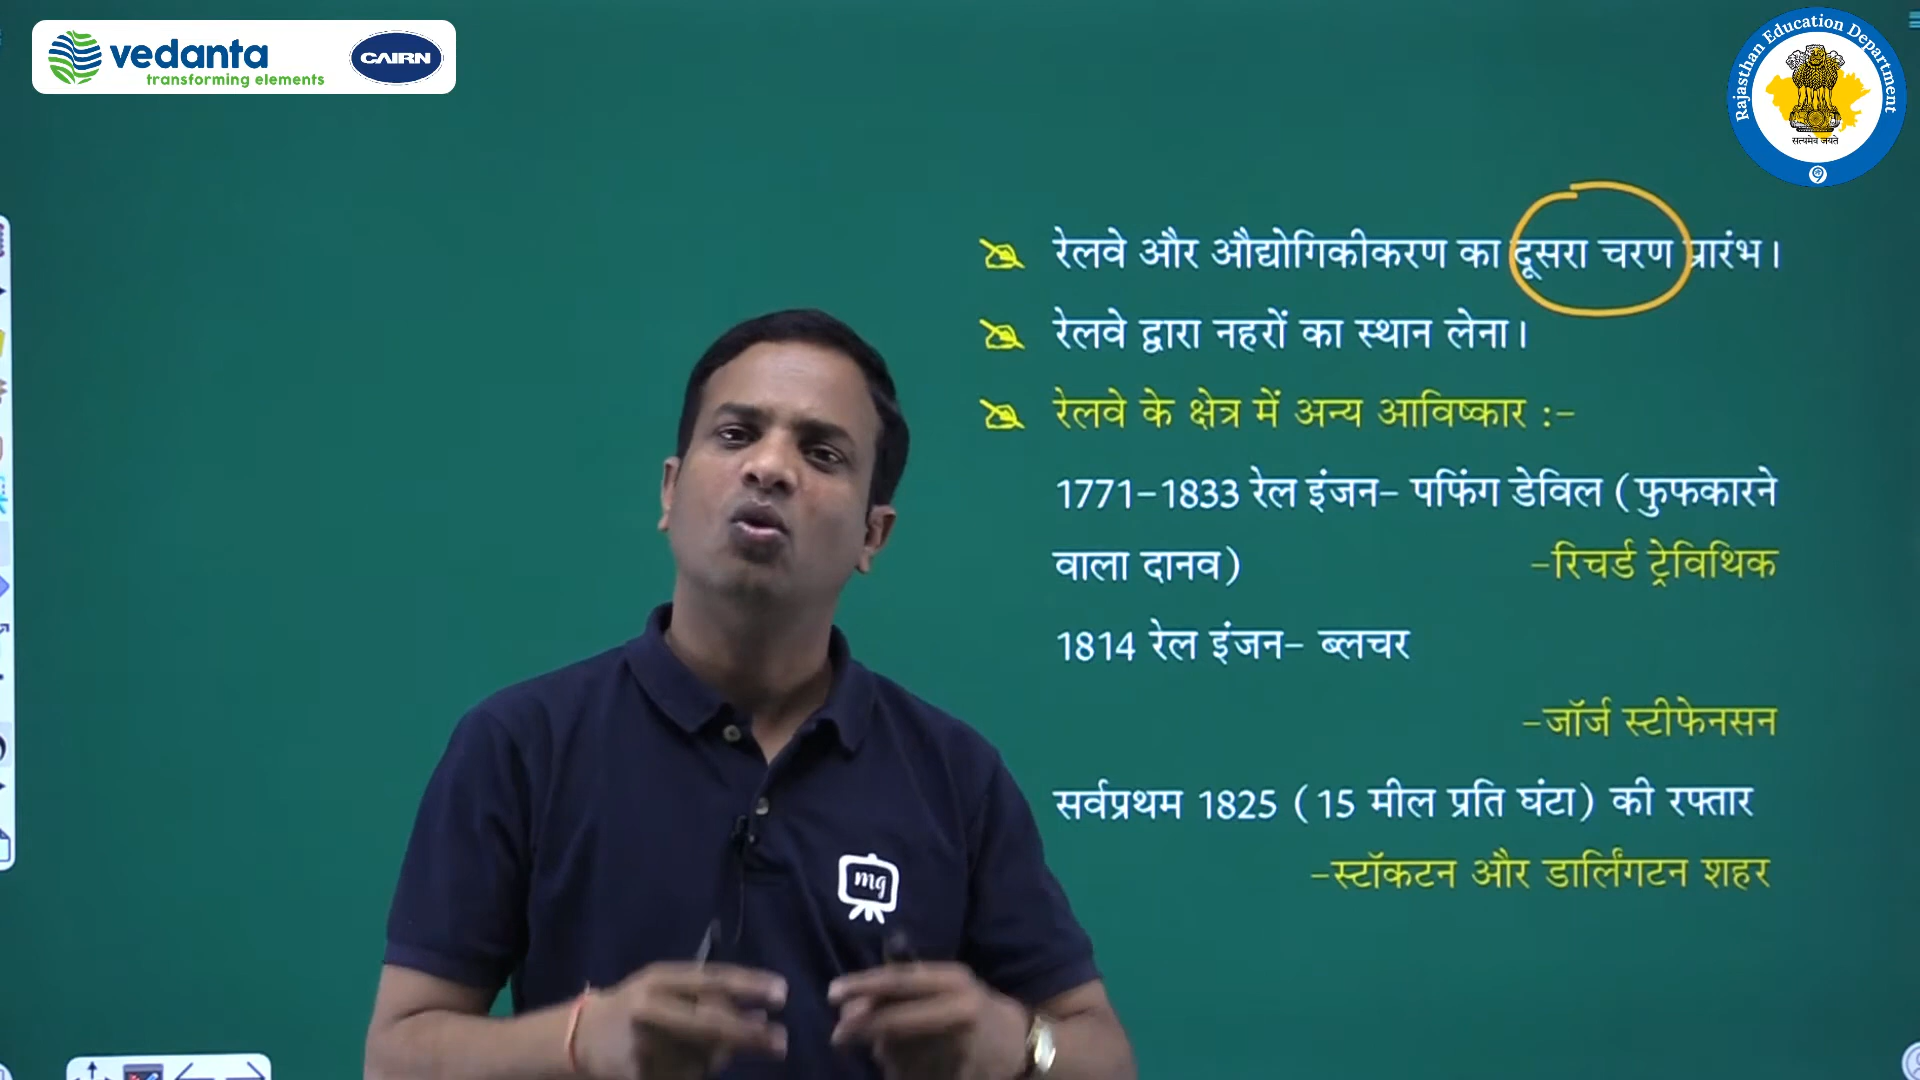 vedanta
transforming elements
CAIRN
Rajasthan Education Department
सत्यमेव जयते
रेलवे और औद्योगिकीकरण का दूसरा चरण प्रारंभ।
रेलवे द्वारा नहरों का स्थान लेना।
रेलवे के क्षेत्र में अन्य आविष्कार :-
1771-1833 रेल इंजन- पफिंग डेविल (फुफकारने
वाला दानव)
-रिचर्ड ट्रेविथिक
1814 रेल इंजन- ब्लचर
-जॉर्ज स्टीफेनसन
सर्वप्रथम 1825 (15 मील प्रति घंटा) की रफ्तार
-स्टॉकटन और डार्लिंगटन शहर
mg